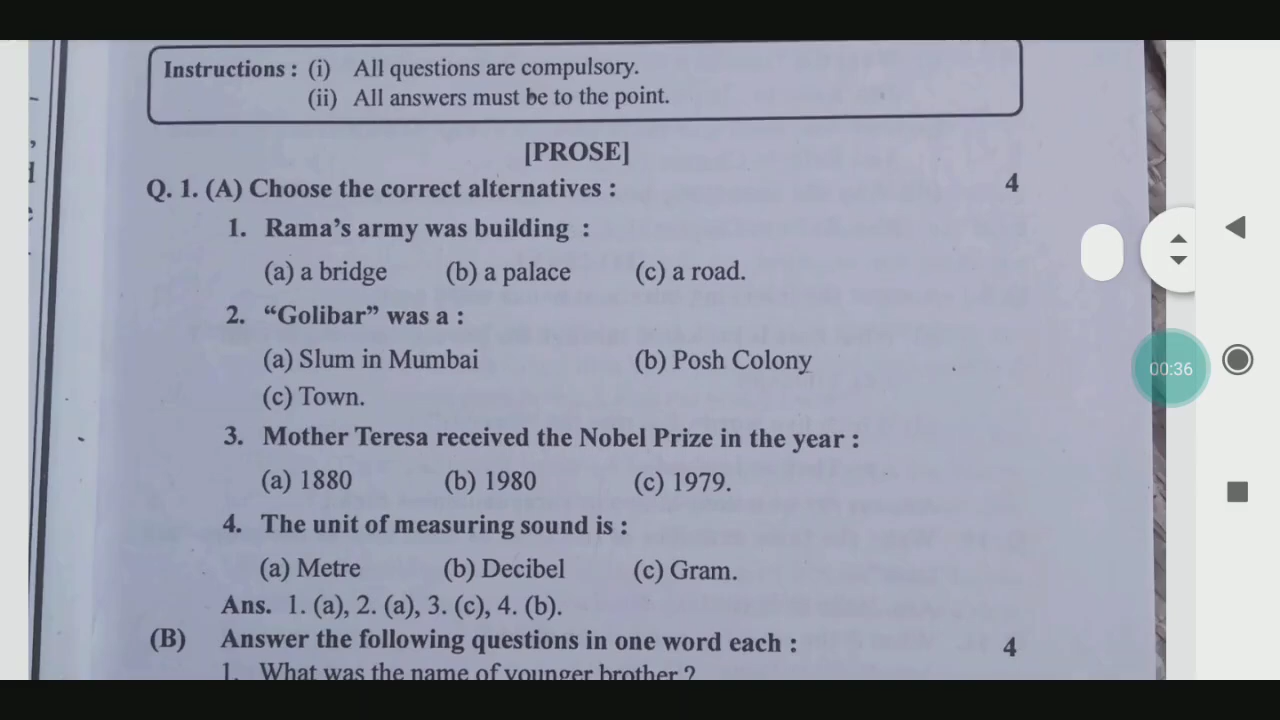 Instructions : (i) All questions are compulsory.
(ii) All answers must be to the point.
[PROSE]
Q. 1. (A) Choose the correct alternatives : 4
1. Rama's army was building :
(a) a bridge (b) a palace (c) a road.
2. “Golibar” was a :
(a) Slum in Mumbai (b) Posh Colony
(c) Town.
3. Mother Teresa received the Nobel Prize in the year :
(a) 1880 (b) 1980 (c) 1979.
00:36
4. The unit of measuring sound is :
(a) Metre (b) Decibel (c) Gram.
Ans. 1. (a), 2. (a), 3. (c), 4. (b).
(B) Answer the following questions in one word each : 4
1. What was the name of younger brother ?